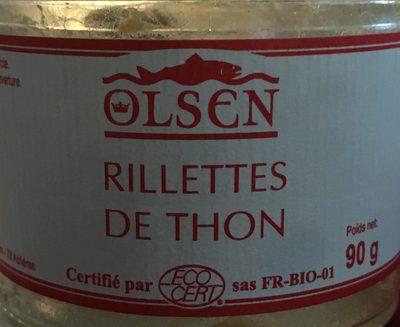 OLSEN
RILLETTES
DE THON
Poids net:
90 g
Certifié par ECO CERT sas FR-BIO-01